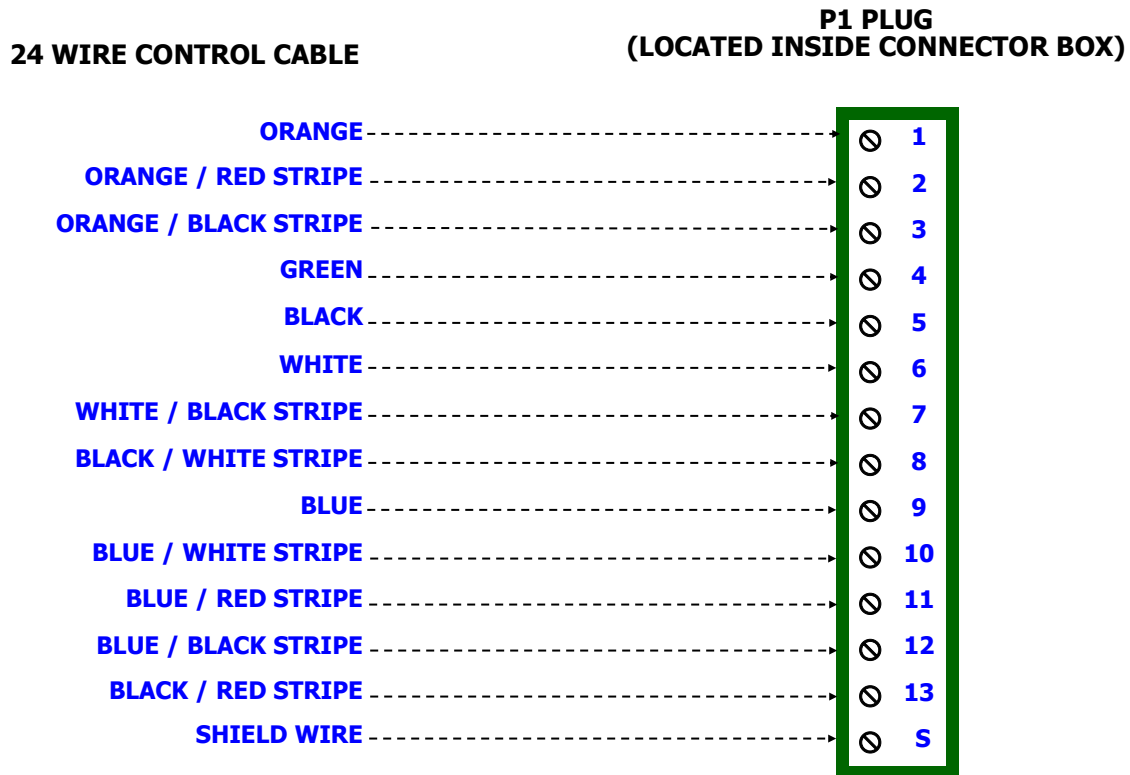 P1 PLUG
(LOCATED INSIDE CONNECTOR BOX)
24 WIRE CONTROL CABLE
ORANGE 1
ORANGE / RED STRIPE 2
ORANGE / BLACK STRIPE 3
GREEN 4
BLACK 5
WHITE 6
WHITE / BLACK STRIPE 7
BLACK / WHITE STRIPE 8
BLUE 9
BLUE / WHITE STRIPE 10
BLUE / RED STRIPE 11
BLUE / BLACK STRIPE 12
BLACK / RED STRIPE 13
SHIELD WIRE S